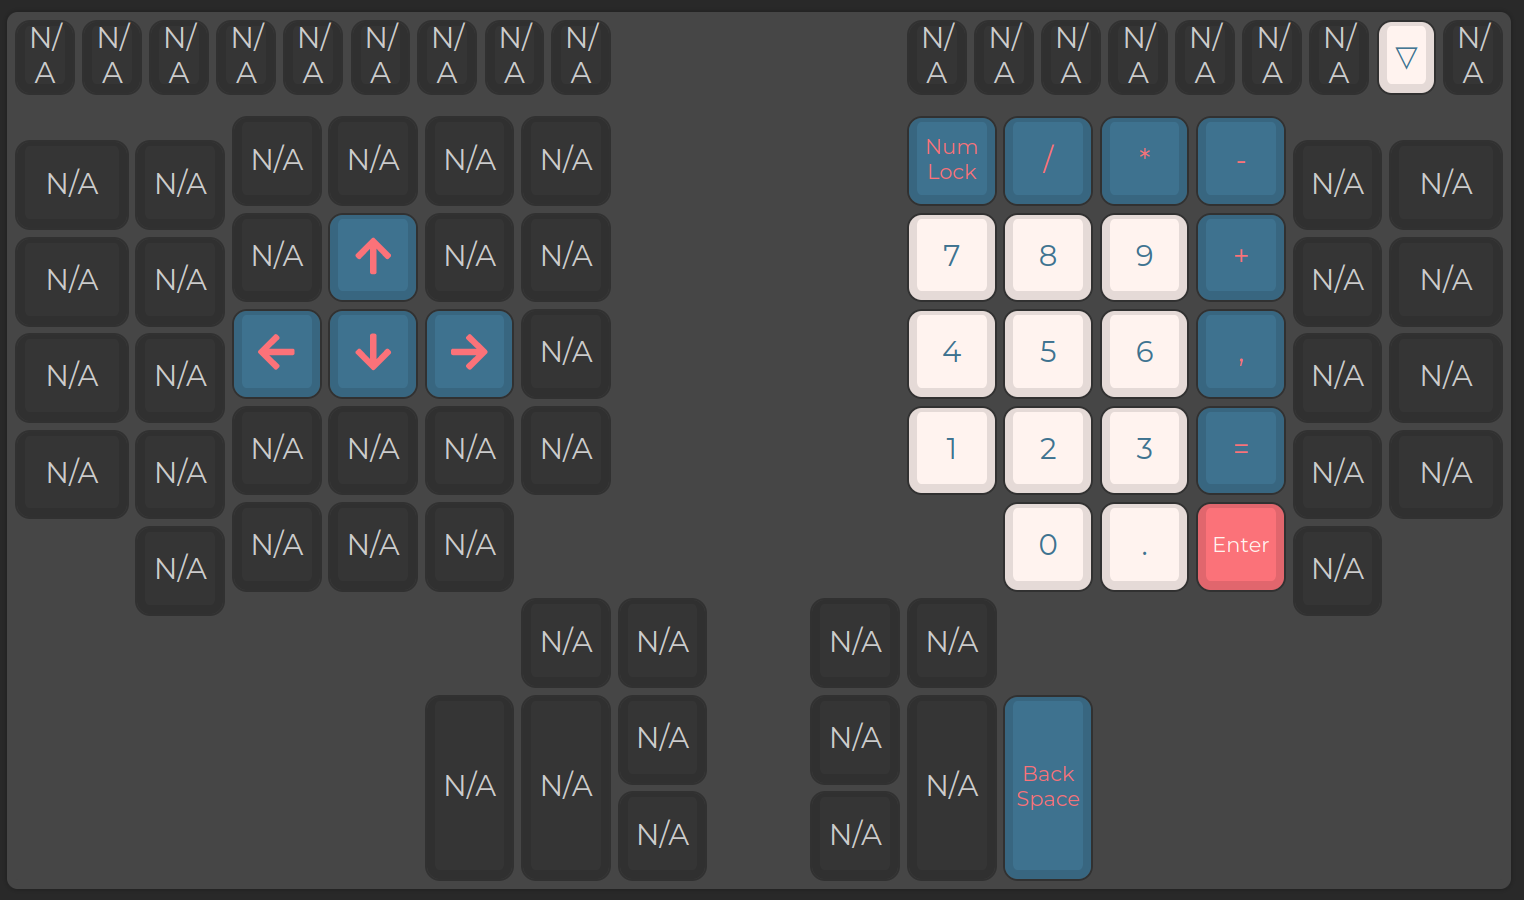 N/ N/ N/ N/ N/ N/ N/ N/ N/ N/ N/ N/ N/ N/ N/ N/ ▽ N/
A A A A A A A A A A A A A A A A A
N/A N/A N/A N/A Num / * -
Lock
N/A N/A N/A N/A
N/A ↑ N/A N/A 7 8 9 +
N/A N/A N/A N/A
← ↓ → N/A 4 5 6 ,
N/A N/A N/A N/A
N/A N/A N/A N/A 1 2 3 =
N/A N/A N/A N/A
N/A N/A N/A 0 . Enter
N/A N/A
N/A N/A N/A N/A
N/A N/A
N/A N/A N/A Back
Space
N/A N/A